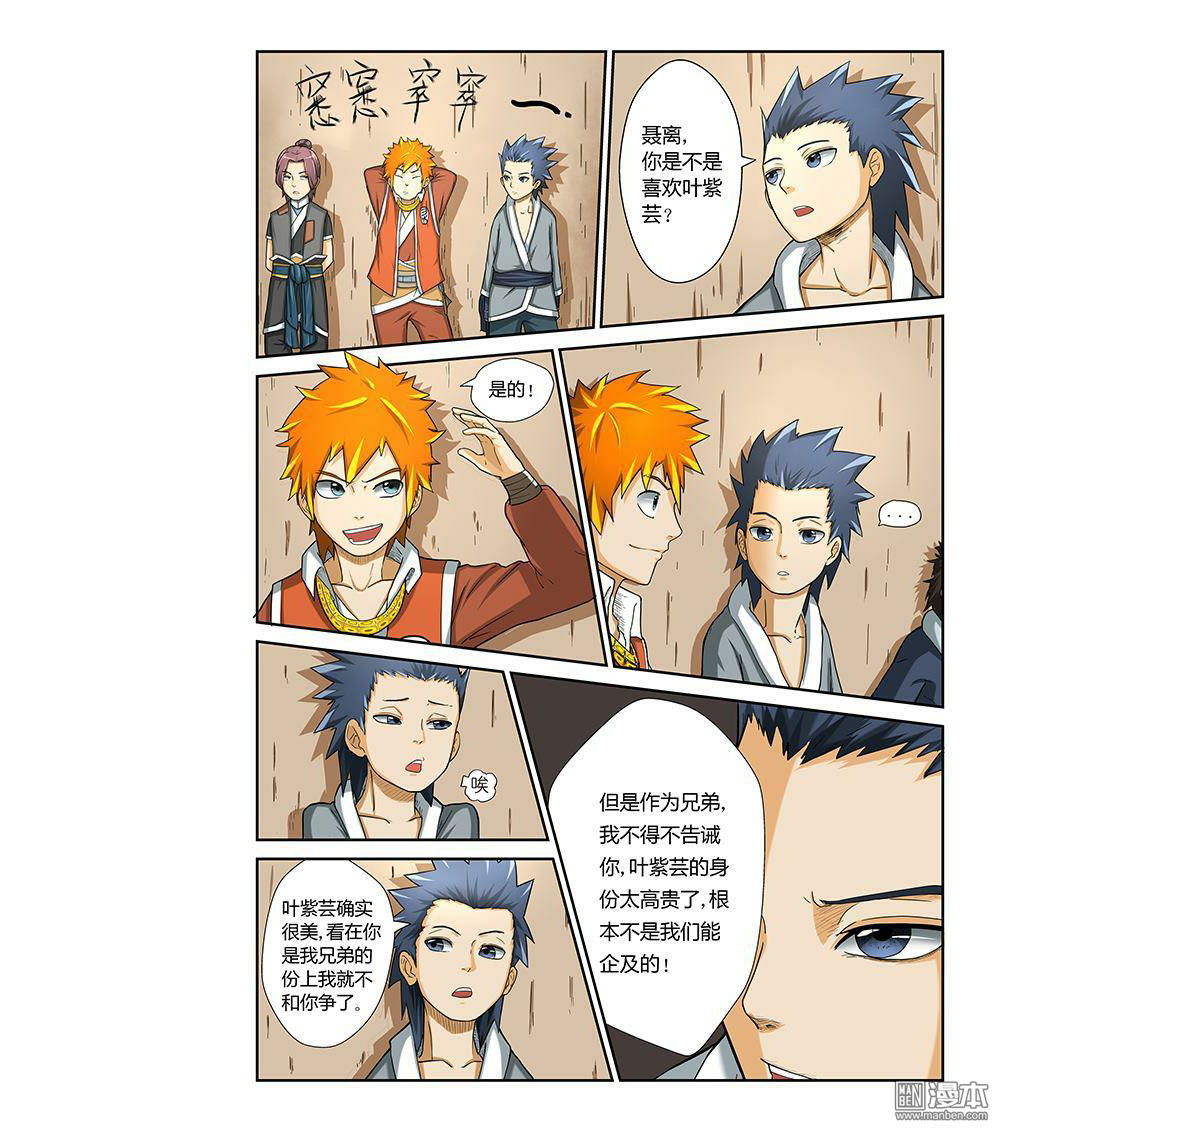 窸窸窣窣
聂离,
你是不是
喜欢叶紫
芸?
是的!
....
唉
叶紫芸确实
很美,看在你
是我兄弟的
份上我就不
和你争了。
但是作为兄弟,
我不得不告诫
你,叶紫芸的身
份太高贵了,根
本不是我们能
企及的!
MAN
BEN
漫本
www.manben.com